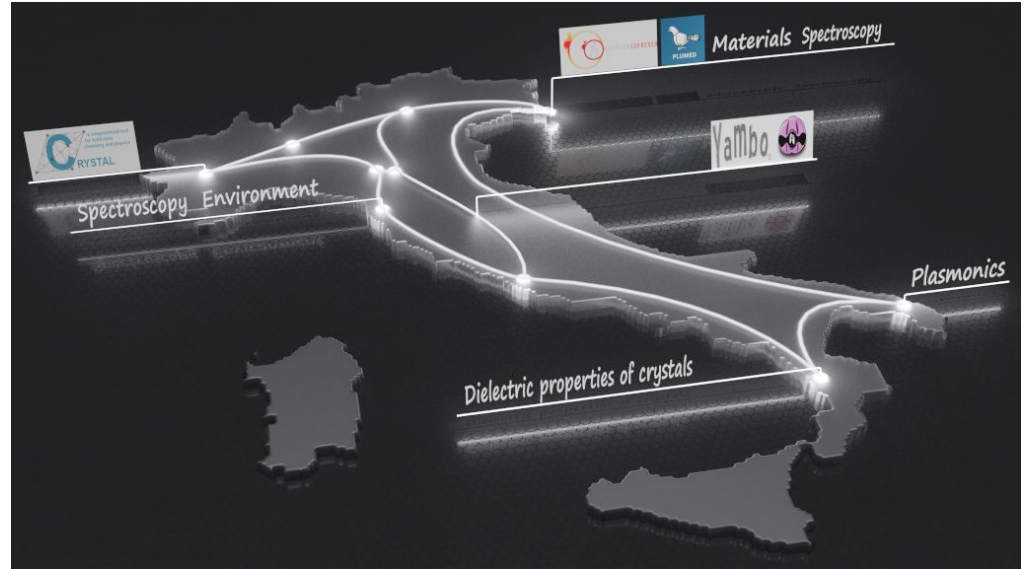 PLUMED
Materials Spectroscopy
Yambo
CRYSTAL
Spectroscopy Environment
Plasmonics
Dielectric properties of crystals